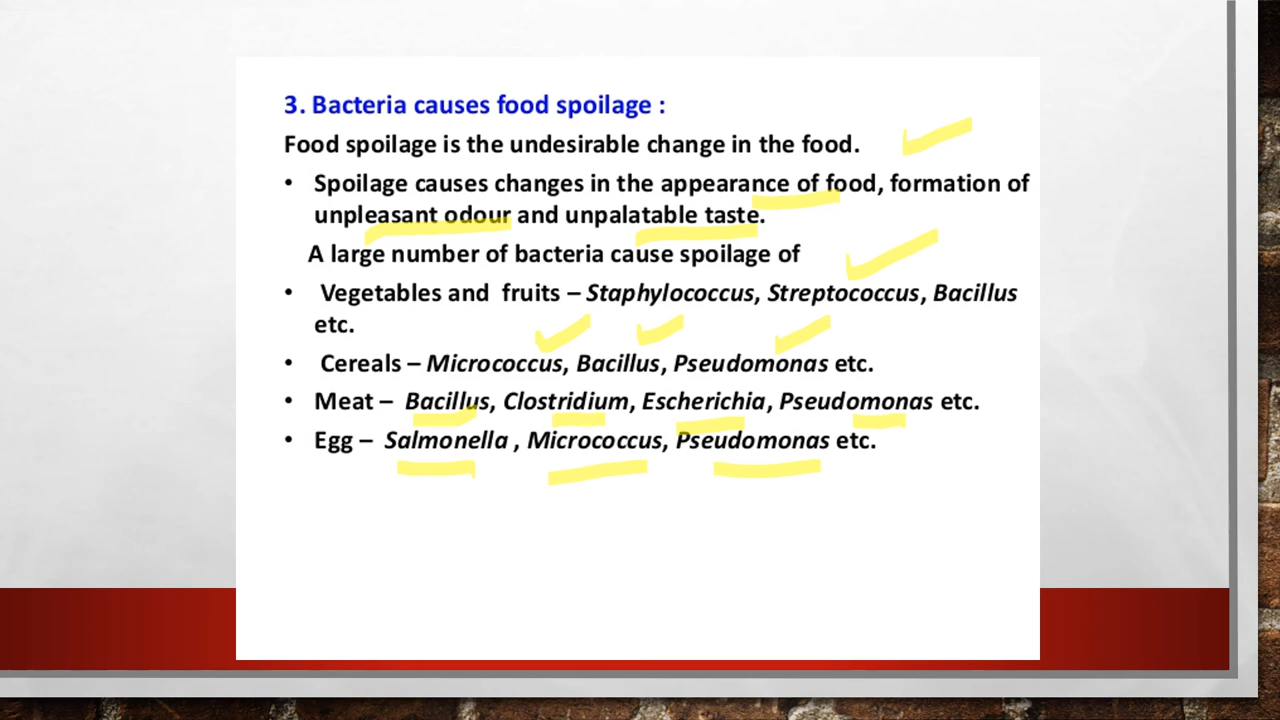 3. Bacteria causes food spoilage :
Food spoilage is the undesirable change in the food.
• Spoilage causes changes in the appearance of food, formation of
unpleasant odour and unpalatable taste.
A large number of bacteria cause spoilage of
• Vegetables and fruits – Staphylococcus, Streptococcus, Bacillus
etc.
• Cereals – Micrococcus, Bacillus, Pseudomonas etc.
• Meat – Bacillus, Clostridium, Escherichia, Pseudomonas etc.
• Egg – Salmonella , Micrococcus, Pseudomonas etc.